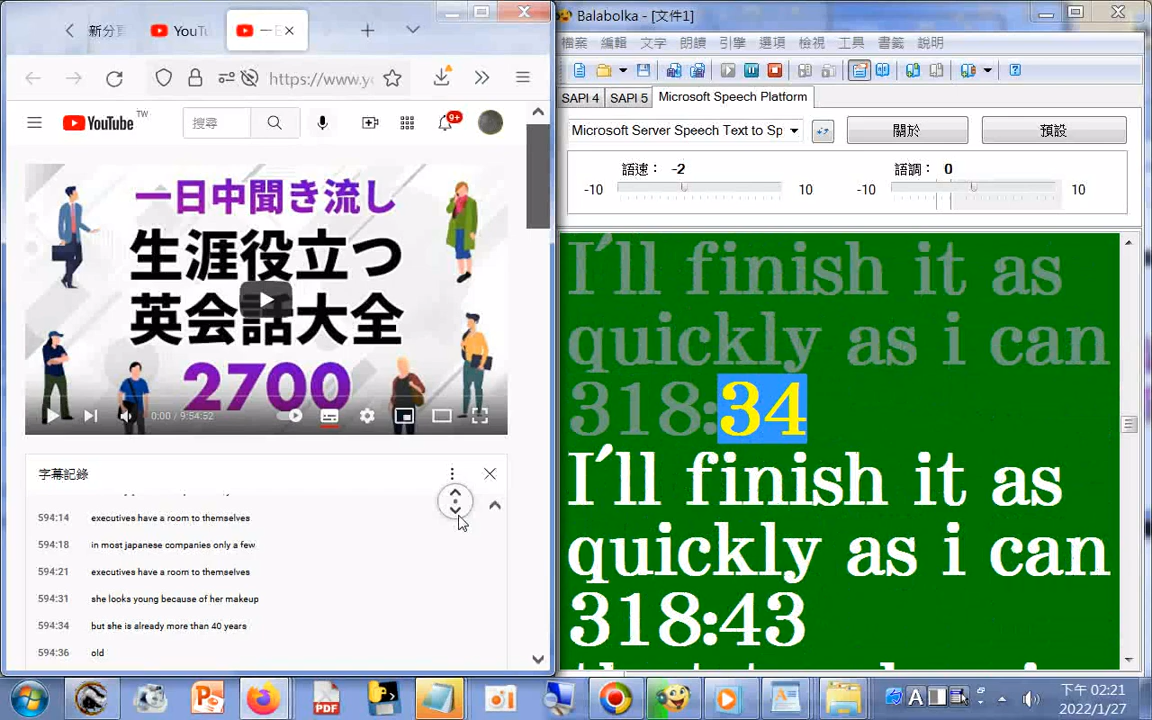 新分
YouTu
一 E
https://www.yo
TW
YouTube
搜尋
9+
一日中聞き流し
生涯役立つ
英会話大全
2700
0:00 / 9:54:52
字幕記錄
594:14 executives have a room to themselves
594:18 in most japanese companies only a few
594:21 executives have a room to themselves
594:31 she looks young because of her makeup
594:34 but she is already more than 40 years
594:36 old
Balabolka - [文件1]
檔案 編輯 文字 朗讀 引擎 選項 檢視 工具 書籤 說明
SAPI 4 SAPI 5 Microsoft Speech Platform
Microsoft Server Speech Text to Sp
關於
預設
語速： -2
語調： 0
-10 10 -10 10
I'll finish it as
quickly as i can
318:34
I'll finish it as
quickly as i can
318:43
PDF
A
下午 02:21
2022/1/27